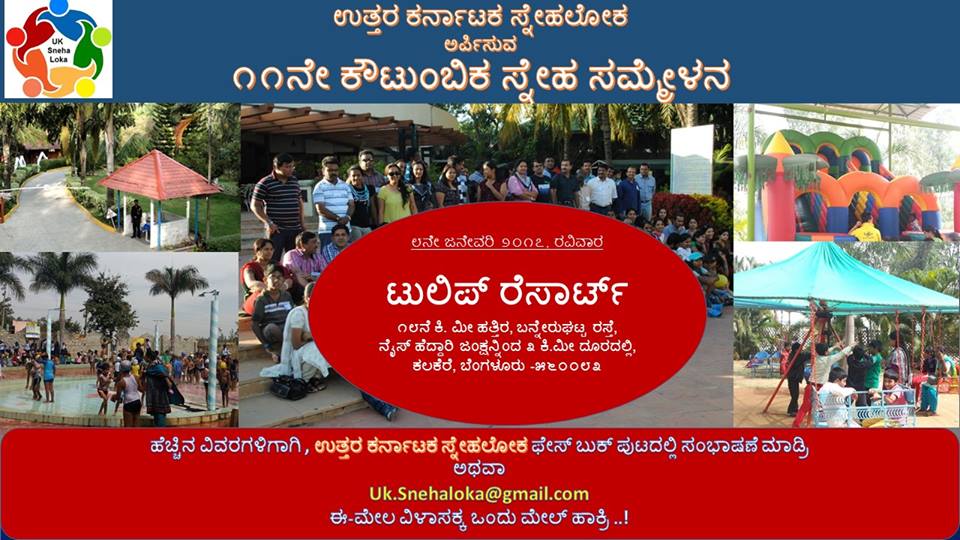 UK
Sneha
Loka
ಉತ್ತರ ಕರ್ನಾಟಕ ಸ್ನೇಹಲೋಕ
ಅರ್ಪಿಸುವ
೧೧ನೇ ಕೌಟುಂಬಿಕ ಸ್ನೇಹ ಸಮ್ಮೇಳನ
೮ನೇ ಜನೇವರಿ ೨೦೧೭, ರವಿವಾರ
ಟುಲಿಪ್ ರೆಸಾರ್ಟ್
೧೮ನೆ ಕಿ. ಮೀ ಹತ್ತಿರ, ಬನ್ನೇರುಘಟ್ಟ ರಸ್ತೆ,
ನೈಸ್ ಹೆದ್ದಾರಿ ಜಂಕ್ಷನ್ನಿಂದ ೩ ಕಿ.ಮೀ ದೂರದಲ್ಲಿ,
ಕಲಕೆರೆ, ಬೆಂಗಳೂರು -೫೬೦೦೮೩
ಹೆಚ್ಚಿನ ವಿವರಗಳಿಗಾಗಿ , ಉತ್ತರ ಕರ್ನಾಟಕ ಸ್ನೇಹಲೋಕ ಫೇಸ್ ಬುಕ್ ಪುಟದಲ್ಲಿ ಸಂಭಾಷಣೆ ಮಾಡ್ರಿ
ಅಥವಾ
Uk.Snehaloka@gmail.com
ಈ-ಮೇಲ ವಿಳಾಸಕ್ಕ ಒಂದು ಮೇಲ್ ಹಾಕ್ರಿ ..!